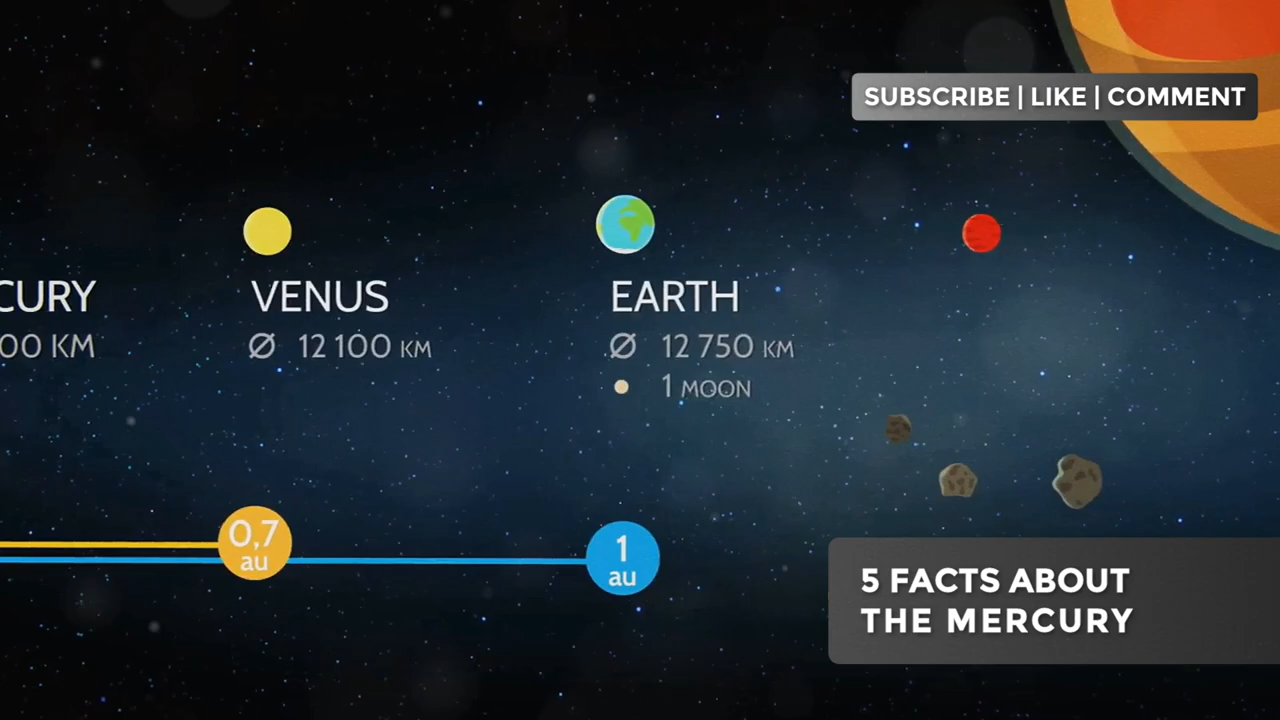 SUBSCRIBE | LIKE | COMMENT
CURY
VENUS
EARTH
00 KM
Ø 12 100 KM
Ø 12 750 KM
1 MOON
0,7
au
1
au
5 FACTS ABOUT
THE MERCURY